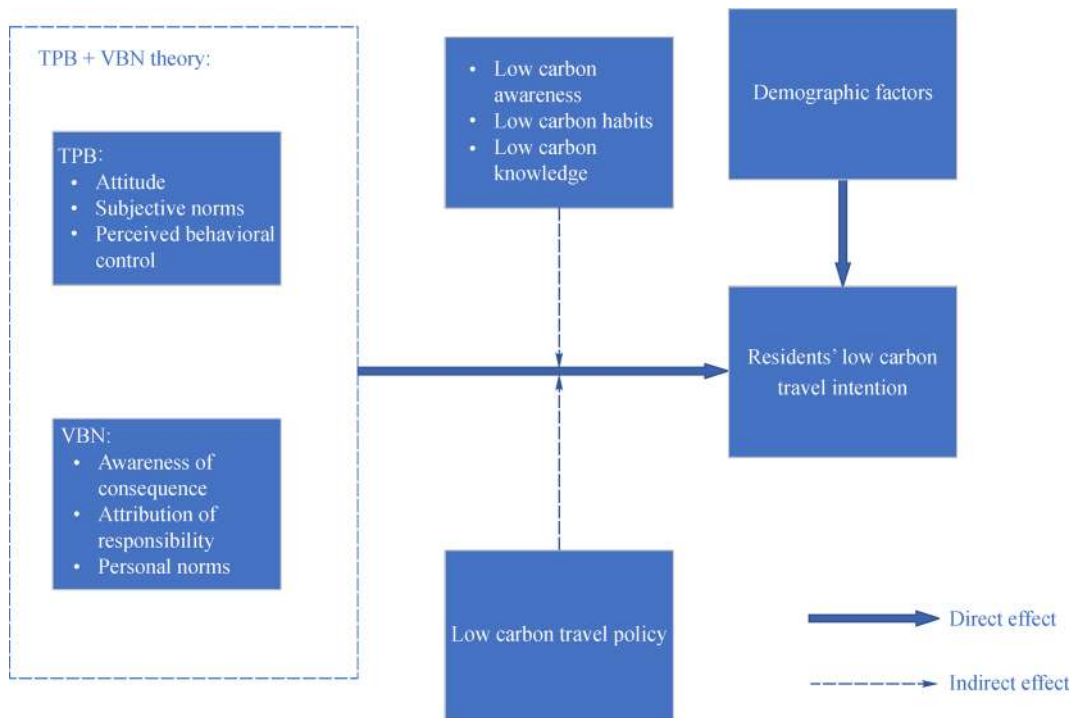 TPB + VBN theory:
TPB:
• Attitude
• Subjective norms
• Perceived behavioral
control
VBN:
• Awareness of
consequence
• Attribution of
responsibility
• Personal norms
• Low carbon
awareness
• Low carbon habits
• Low carbon
knowledge
Low carbon travel policy
Demographic factors
Residents’ low carbon
travel intention
Direct effect
Indirect effect